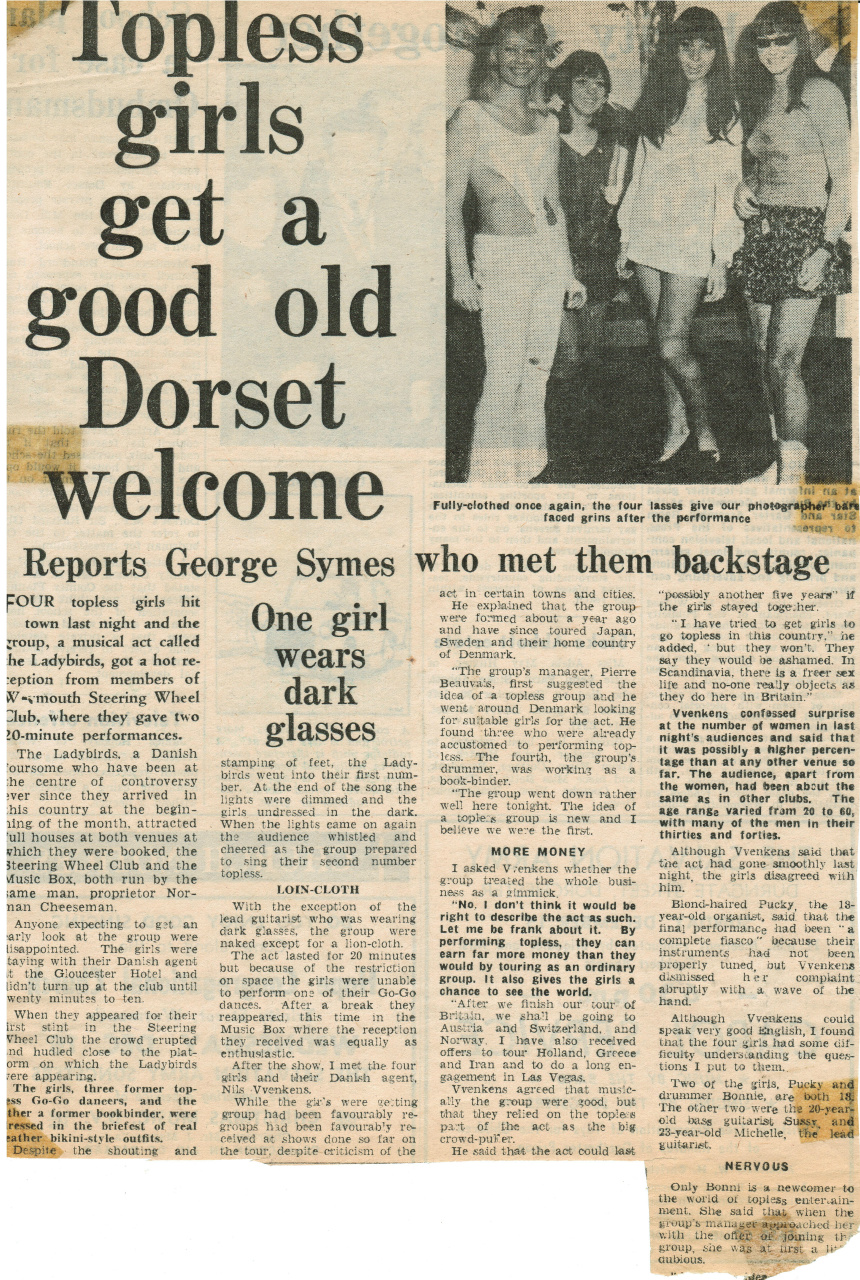 Topless
girls
get a
good old
Dorset
welcome
Fully-clothed once again, the four lasses give our photographer bare
faced grins after the performance
Reports George Symes who met them backstage
FOUR topless girls hit
town last night and the
group, a musical act called
he Ladybirds, got a hot re-
ception from members of
Weymouth Steering Wheel
Club, where they gave two
20-minute performances.
The Ladybirds, a Danish
oursome who have been at
he centre of controversy
ever since they arrived in
his country at the begin-
ning of the month, attracted
ull houses at both venues at
which they were booked, the
Steering Wheel Club and the
Music Box, both run by the
ame man, proprietor Nor-
man Cheeseman.
Anyone expecting to get an
arly look at the group were
isappointed. The girls were
taying with their Danish agent
t the Gloucester Hotel and
idn't turn up at the club until
wenty minutes to ten.
When they appeared for their
irst stint in the Steering
Wheel Club the crowd erupted
nd hudled close to the plat-
orm on which the Ladybirds
ere appearing.
The girls, three former top-
ess Go-Go dancers, and the
ther a former bookbinder, were
ressed in the briefest of real
eather bikini-style outfits.
Despite the shouting and
One girl
wears
dark
glasses
stamping of feet, the Lady-
birds went into their first num-
ber. At the end of the song the
lights were dimmed and the
girls undressed in the dark.
When the lights came on again
the audience whistled and
cheered as the group prepared
to sing their second number
topless.
LOIN-CLOTH
With the exception of the
lead guitarist who was wearing
dark glasses, the group were
naked except for a lion-cloth.
The act lasted for 20 minutes
but because of the restriction
on space the girls were unable
to perform one of their Go-Go
dances. After a break they
reappeared, this time in the
Music Box where the reception
they received was equally as
enthusiastic.
After the show, I met the four
girls and their Danish agent,
Nils Vvenkens.
While the girls were getting
group had been favourably re-
groups had been favourably re-
ceived at shows done so far on
the tour, despite criticism of the
act in certain towns and cities.
He explained that the group
were formed about a year ago
and have since toured Japan,
Sweden and their home country
of Denmark.
"The group's manager, Pierre
Beauvais, first suggested the
idea of a topless group and he
went around Denmark looking
for suitable girls for the act. He
found three who were already
accustomed to performing top-
less. The fourth, the group's
drummer, was working as a
book-binder.
"The group went down rather
well here tonight. The idea of
a topless group is new and I
believe we were the first.
MORE MONEY
I asked Vvenkens whether the
group treated the whole busi-
ness as a gimmick.
"No, I don't think it would be
right to describe the act as such.
Let me be frank about it. By
performing topless, they can
earn far more money than they
would by touring as an ordinary
group. It also gives the girls a
chance to see the world.
"After we finish our tour of
Britain, we shall be going to
Austria and Switzerland, and
Norway. I have also received
offers to tour Holland, Greece
and Iran and to do a long en-
gagement in Las Vegas.
Vvenkens agreed that music-
ally the group were good, but
that they relied on the topless
part of the act as the big
crowd-puller.
He said that the act could last
"possibly another five years" if
the girls stayed together.
"I have tried to get girls to
go topless in this country," he
added, ' but they won't. They
say they would be ashamed. In
Scandinavia, there is a freer sex
life and no-one really objects as
they do here in Britain."
Vvenkens confessed surprise
at the number of women in last
night's audiences and said that
it was possibly a higher percen-
tage than at any other venue so
far. The audience, apart from
the women, had been about the
same as in other clubs. The
age range varied from 20 to 60,
with many of the men in their
thirties and forties.
Although Vvenkens said that
the act had gone smoothly last
night, the girls disagreed with
him.
Blond-haired Pucky, the 18-
year-old organist, said that the
final performance had been "a
complete fiasco" because their
instruments had not been
properly tuned, but Vvenkens
dismissed her complaint
abruptly with a wave of the
hand.
Although Vvenkens could
speak very good English, I found
that the four girls had some dif-
ficulty understanding the ques-
tions I put to them.
Two of the girls, Pucky and
drummer Bonnie, are both 18.
The other two were the 20-year-
old bass guitarist Sussy, and
23-year-old Michelle, the lead
guitarist.
NERVOUS
Only Bonni is a newcomer to
the world of topless entertain-
ment. She said that when the
group's manager approached her
with the offer of joining the
group, she was at first a
dubious.